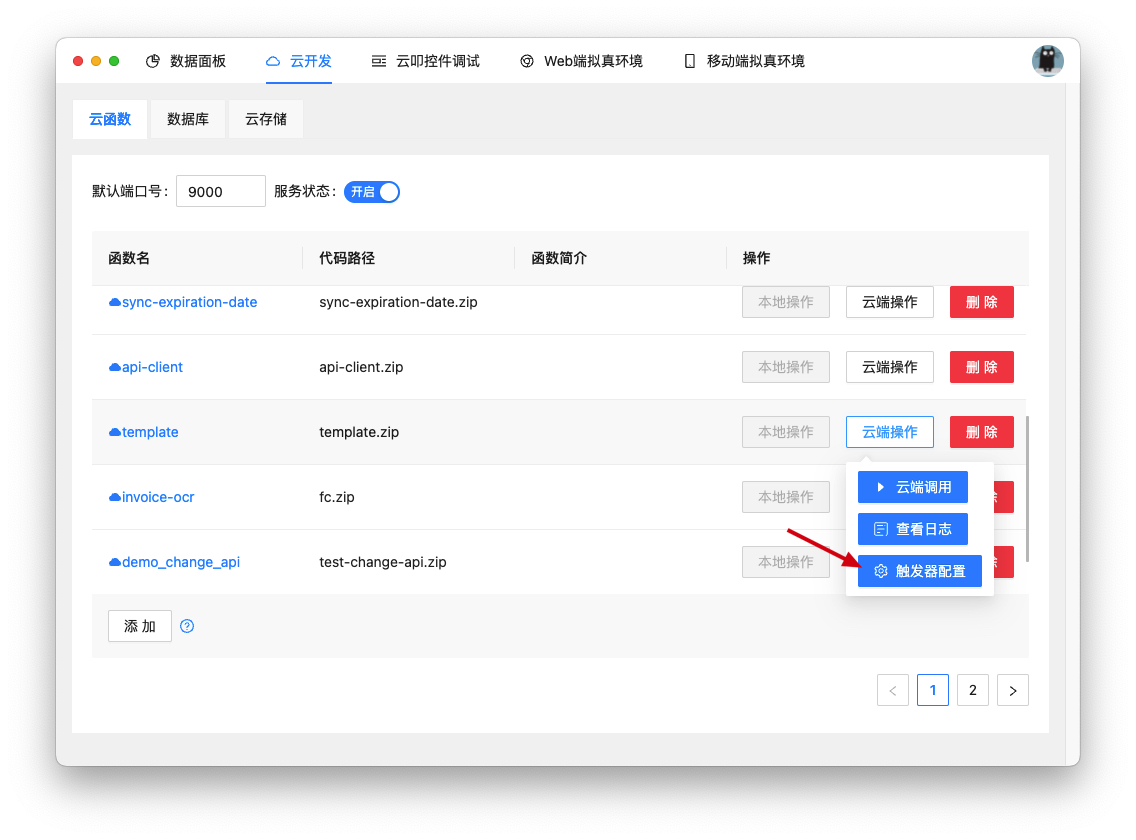 数据面板 云开发 云叩控件调试 Web端拟真环境 移动端拟真环境
云函数 数据库 云存储
默认端口号: 9000 服务状态: 开启
函数名 代码路径 函数简介 操作
sync-expiration-date sync-expiration-date.zip 本地操作 云端操作 删 除
api-client api-client.zip 本地操作 云端操作 删 除
template template.zip 本地操作 云端操作 删 除
云端调用
invoice-ocr fc.zip 本地操作 除
查看日志
demo_change_api test-change-api.zip 本地操作 除
触发器配置
添 加 ?
< 1 2 >